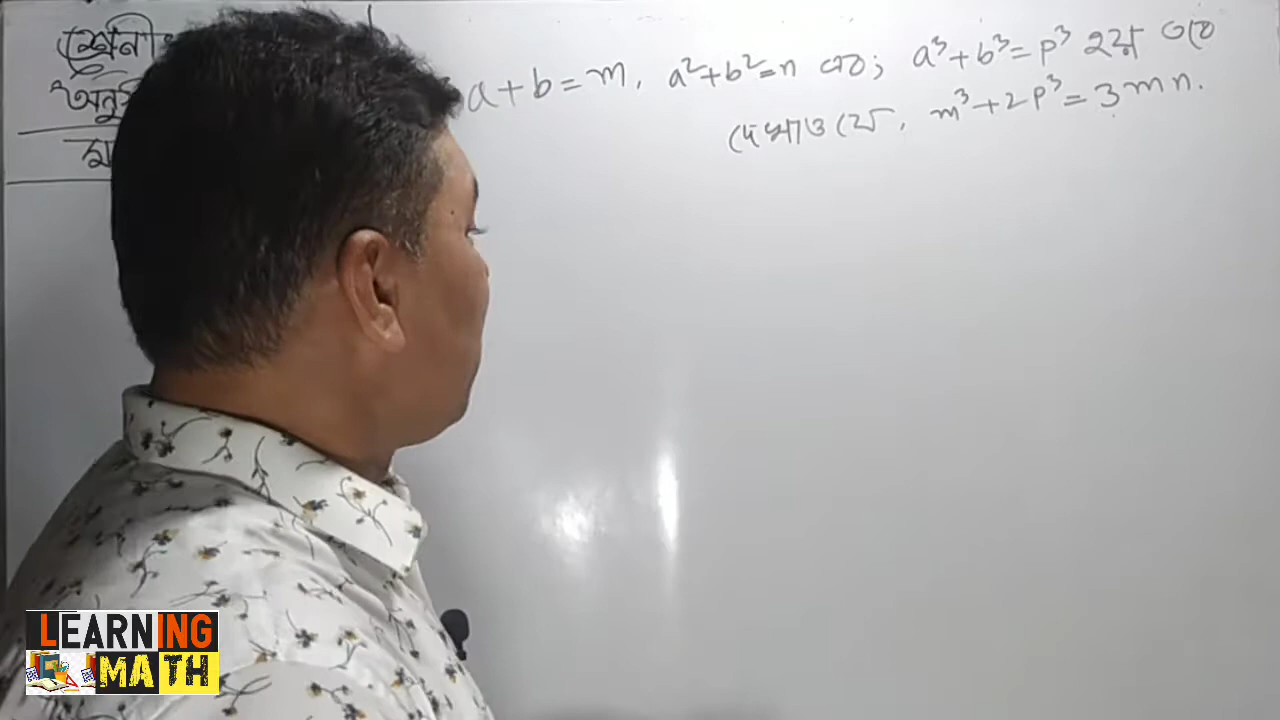 শ্রেনী
a+b=m, a²+b²=n এবং; a³+b³=p³ হয় তবে
দেখাও যে, m³+2p³=3mn.
LEARNING
MATH